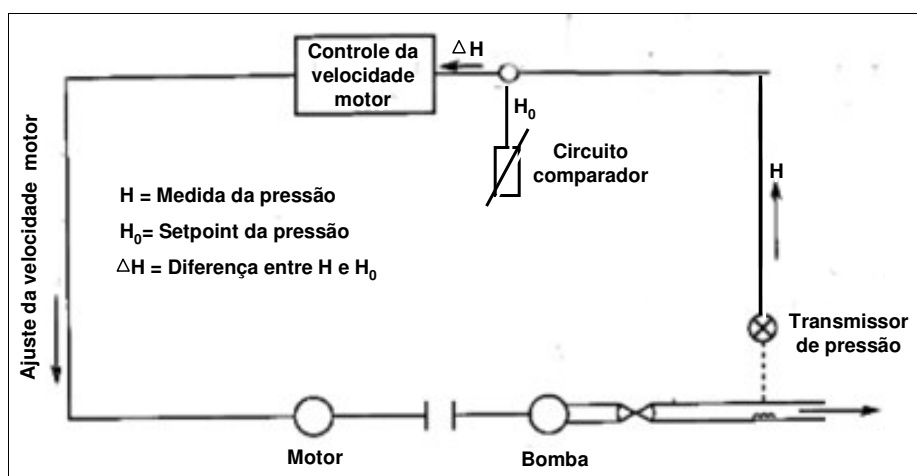 Controle da
velocidade
motor
△H
H₀
Circuito
comparador
H
H = Medida da pressão
H₀= Setpoint da pressão
△H = Diferença entre H e H₀
Ajuste da velocidade motor
Transmissor
de pressão
Motor
Bomba